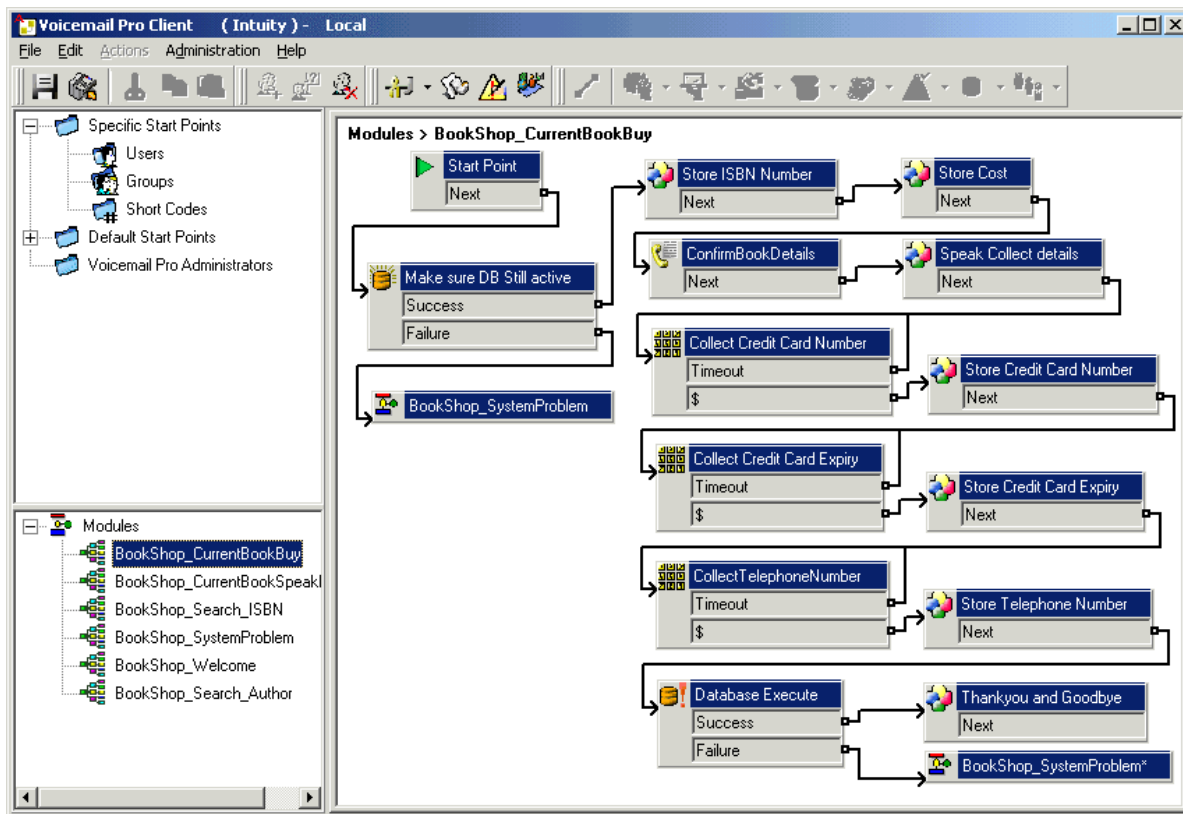 Voicemail Pro Client   ( Intuity ) -   Local
File Edit Actions Administration Help
Specific Start Points
Users
Groups
Short Codes
Default Start Points
Voicemail Pro Administrators
Modules
BookShop_CurrentBookBuy
BookShop_CurrentBookSpeak
BookShop_Search_ISBN
BookShop_SystemProblem
BookShop_Welcome
BookShop_Search_Author
Modules > BookShop_CurrentBookBuy
Start Point
Next
Make sure DB Still active
Success
Failure
BookShop_SystemProblem
Store ISBN Number
Next
Store Cost
Next
ConfirmBookDetails
Next
Speak Collect details
Next
Collect Credit Card Number
Timeout
$
Store Credit Card Number
Next
Collect Credit Card Expiry
Timeout
$
Store Credit Card Expiry
Next
CollectTelephoneNumber
Timeout
$
Store Telephone Number
Next
Database Execute
Success
Failure
Thankyou and Goodbye
Next
BookShop_SystemProblem*